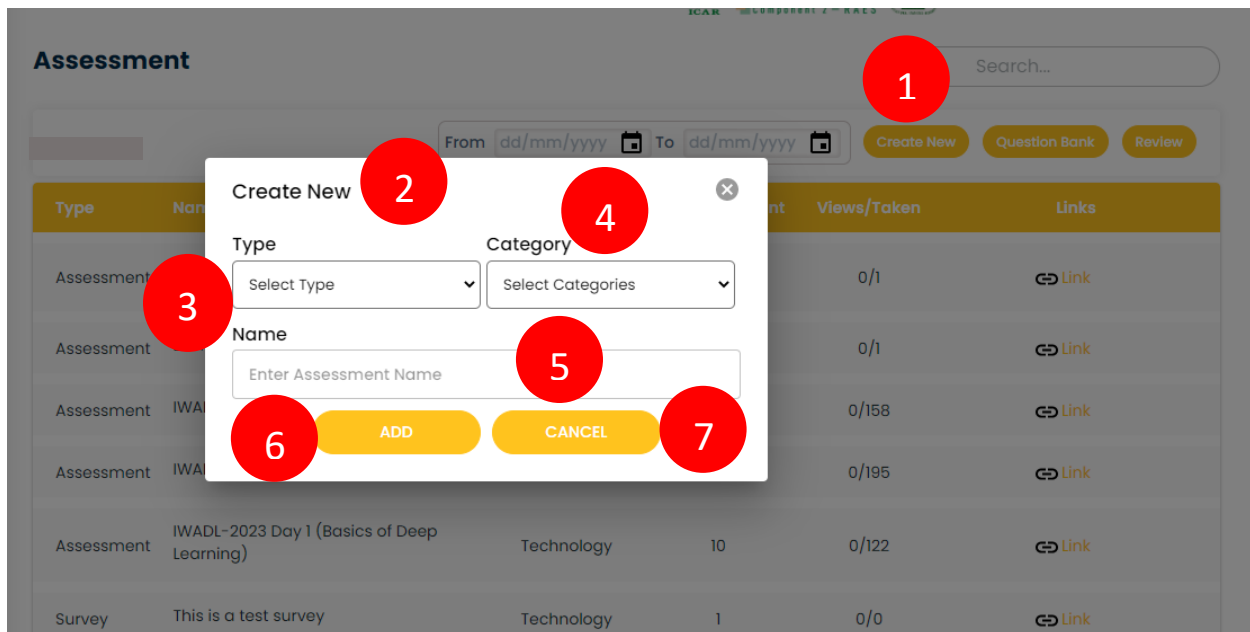 ICAR Component 2 – RAES
Assessment
1
Search...
From dd/mm/yyyy To dd/mm/yyyy Create New Question Bank Review
Create New 2
4
Type Views/Taken Links
Type Category
Assessment 0/1 Link
Select Type Select Categories
3
Name
Assessment 0/1 Link
5
Enter Assessment Name
Assessment 0/158 Link
ADD CANCEL
6 7
Assessment 0/195 Link
Assessment IWADL-2023 Day 1 (Basics of Deep Learning) Technology 10 0/122 Link
Survey This is a test survey Technology 1 0/0 Link